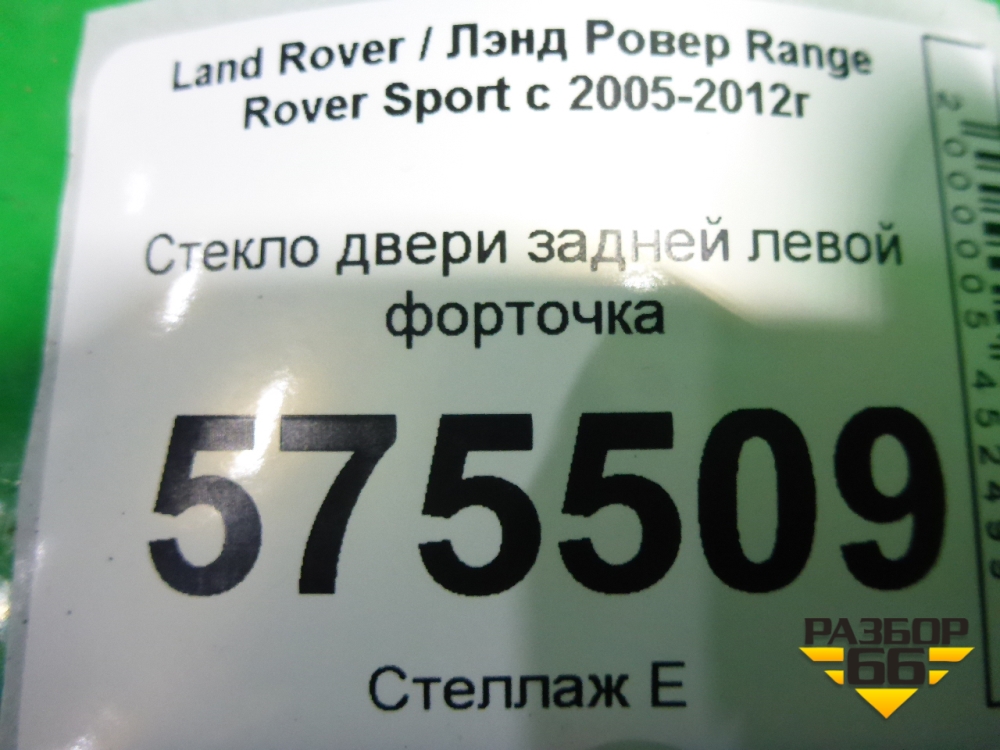 Land Rover / Лэнд Ровер Range
Rover Sport с 2005-2012г
Стекло двери задней левой
форточка
575509
Стеллаж Е
РАЗБОР
66